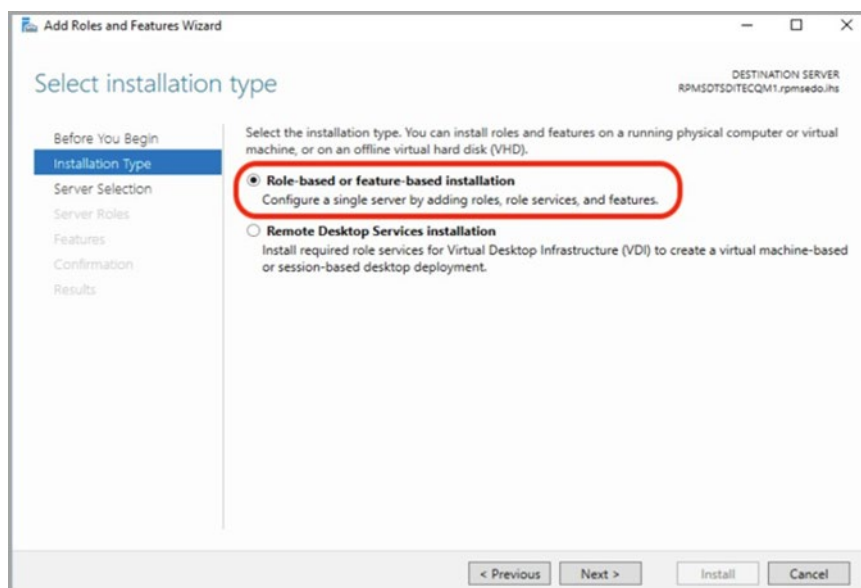 Add Roles and Features Wizard
Select installation type
DESTINATION SERVER
RPMSDTSDITECQM1.rpmsedo.ihs
Before You Begin
Installation Type
Server Selection
Server Roles
Features
Confirmation
Results
Select the installation type. You can install roles and features on a running physical computer or virtual
machine, or on an offline virtual hard disk (VHD).
Role-based or feature-based installation
Configure a single server by adding roles, role services, and features.
Remote Desktop Services installation
Install required role services for Virtual Desktop Infrastructure (VDI) to create a virtual machine-based
or session-based desktop deployment.
< Previous
Next >
Install
Cancel